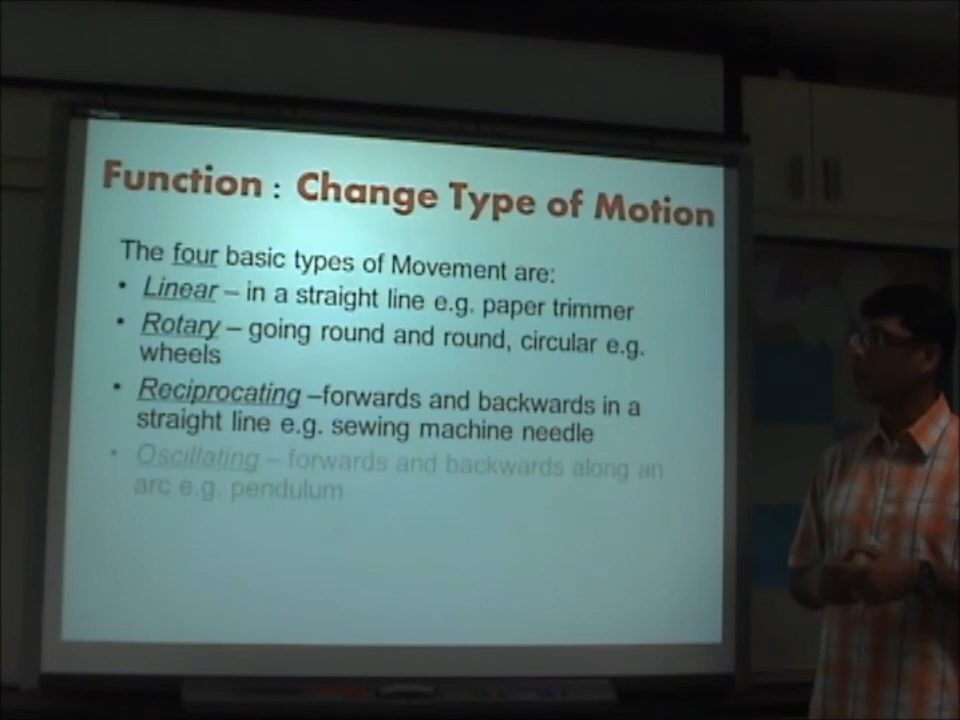 Function : Change Type of Motion
The four basic types of Movement are:
• Linear – in a straight line e.g. paper trimmer
• Rotary – going round and round, circular e.g.
wheels
• Reciprocating –forwards and backwards in a
straight line e.g. sewing machine needle
• Oscillating – forwards and backwards along an
arc e.g. pendulum